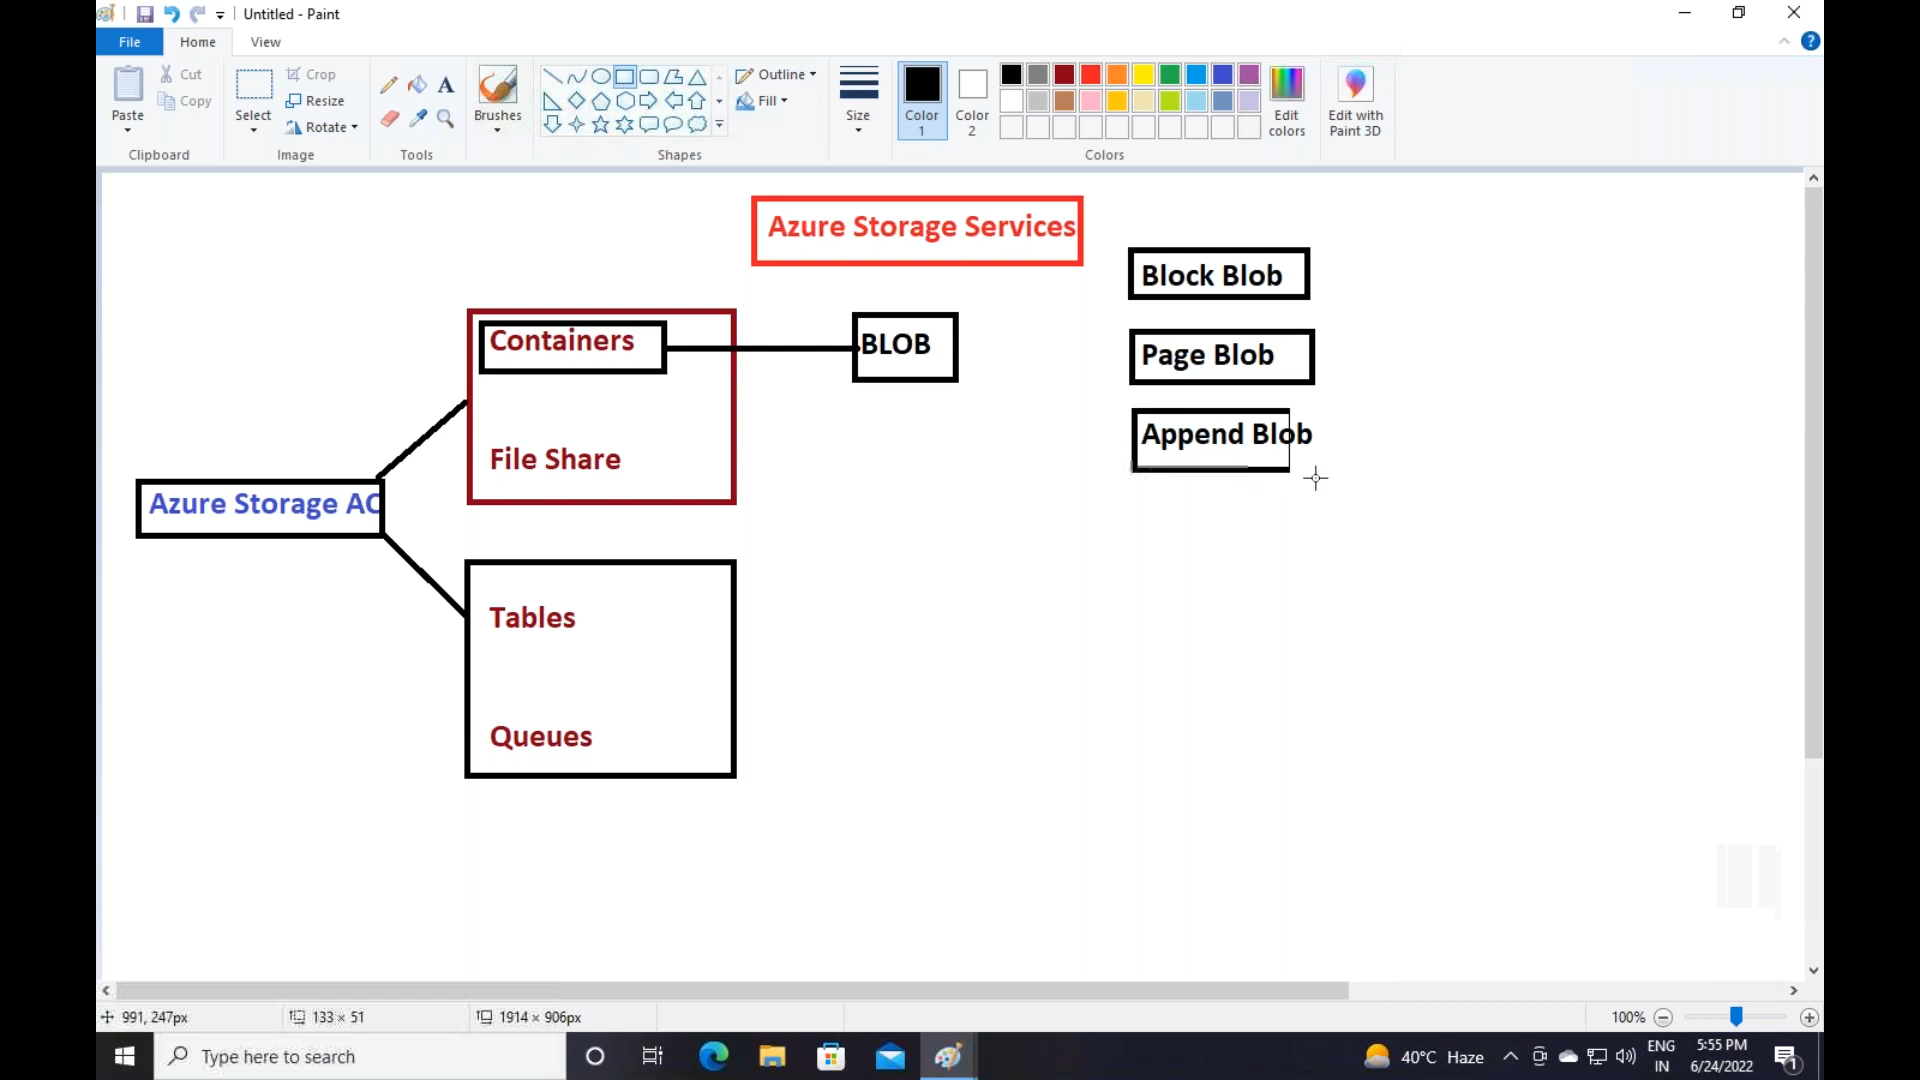 Untitled - Paint
File Home View
Paste
Cut
Copy
Clipboard
Select
Crop
Resize
Rotate
Image
Tools
Brushes
Shapes
Outline
Fill
Size
Color 1
Color 2
Edit colors
Colors
Edit with Paint 3D
Azure Storage Services
Block Blob
Containers
BLOB
Page Blob
Append Blob
File Share
Azure Storage AC
Tables
Queues
991, 247px
133 × 51
1914 × 906px
100%
Type here to search
40°C Haze
ENG
IN
5:55 PM
6/24/2022
1